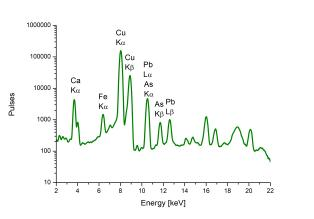 1000000
100000
10000
1000
100
10
Pulses
Ca
Kα
Fe
Kα
Cu
Kα
Cu
Kβ
Pb
Lα
As
Kα
As
Kβ
Pb
Lβ
2 4 6 8 10 12 14 16 18 20 22
Energy [keV]